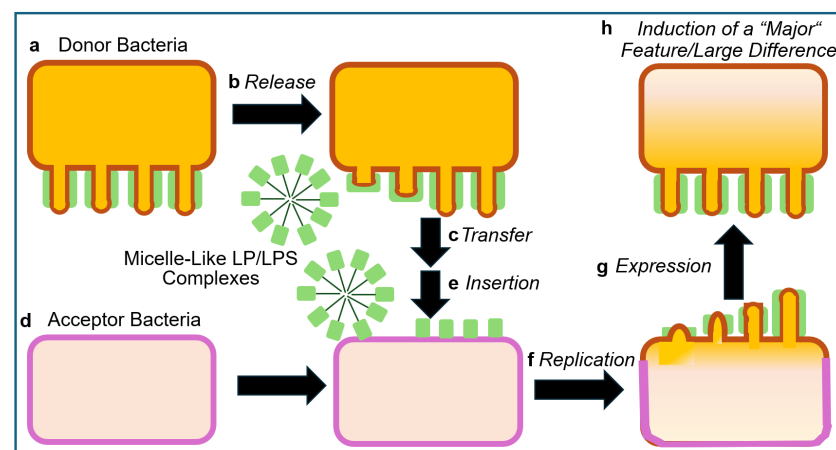 a Donor Bacteria
b Release
h Induction of a “Major“
Feature/Large Difference
c Transfer
Micelle-Like LP/LPS
Complexes
e Insertion
g Expression
d Acceptor Bacteria
f Replication